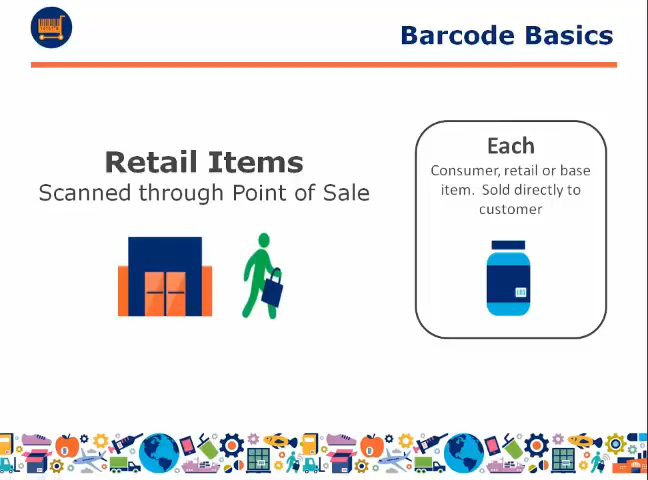 Barcode Basics
Retail Items
Scanned through Point of Sale
Each
Consumer, retail or base
item. Sold directly to
customer